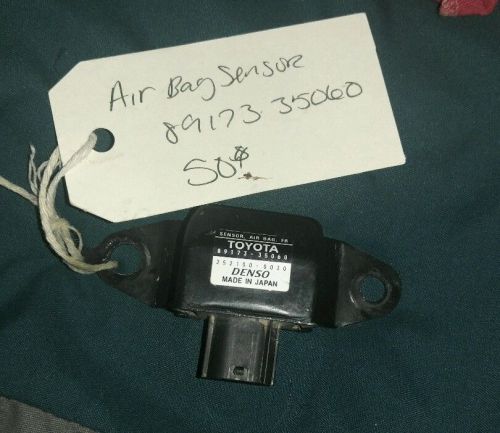 Air Bag Sensor
89173-35060
50$
SENSOR, AIR BAG, FR
TOYOTA
89173-35060
DENSO
MADE IN JAPAN